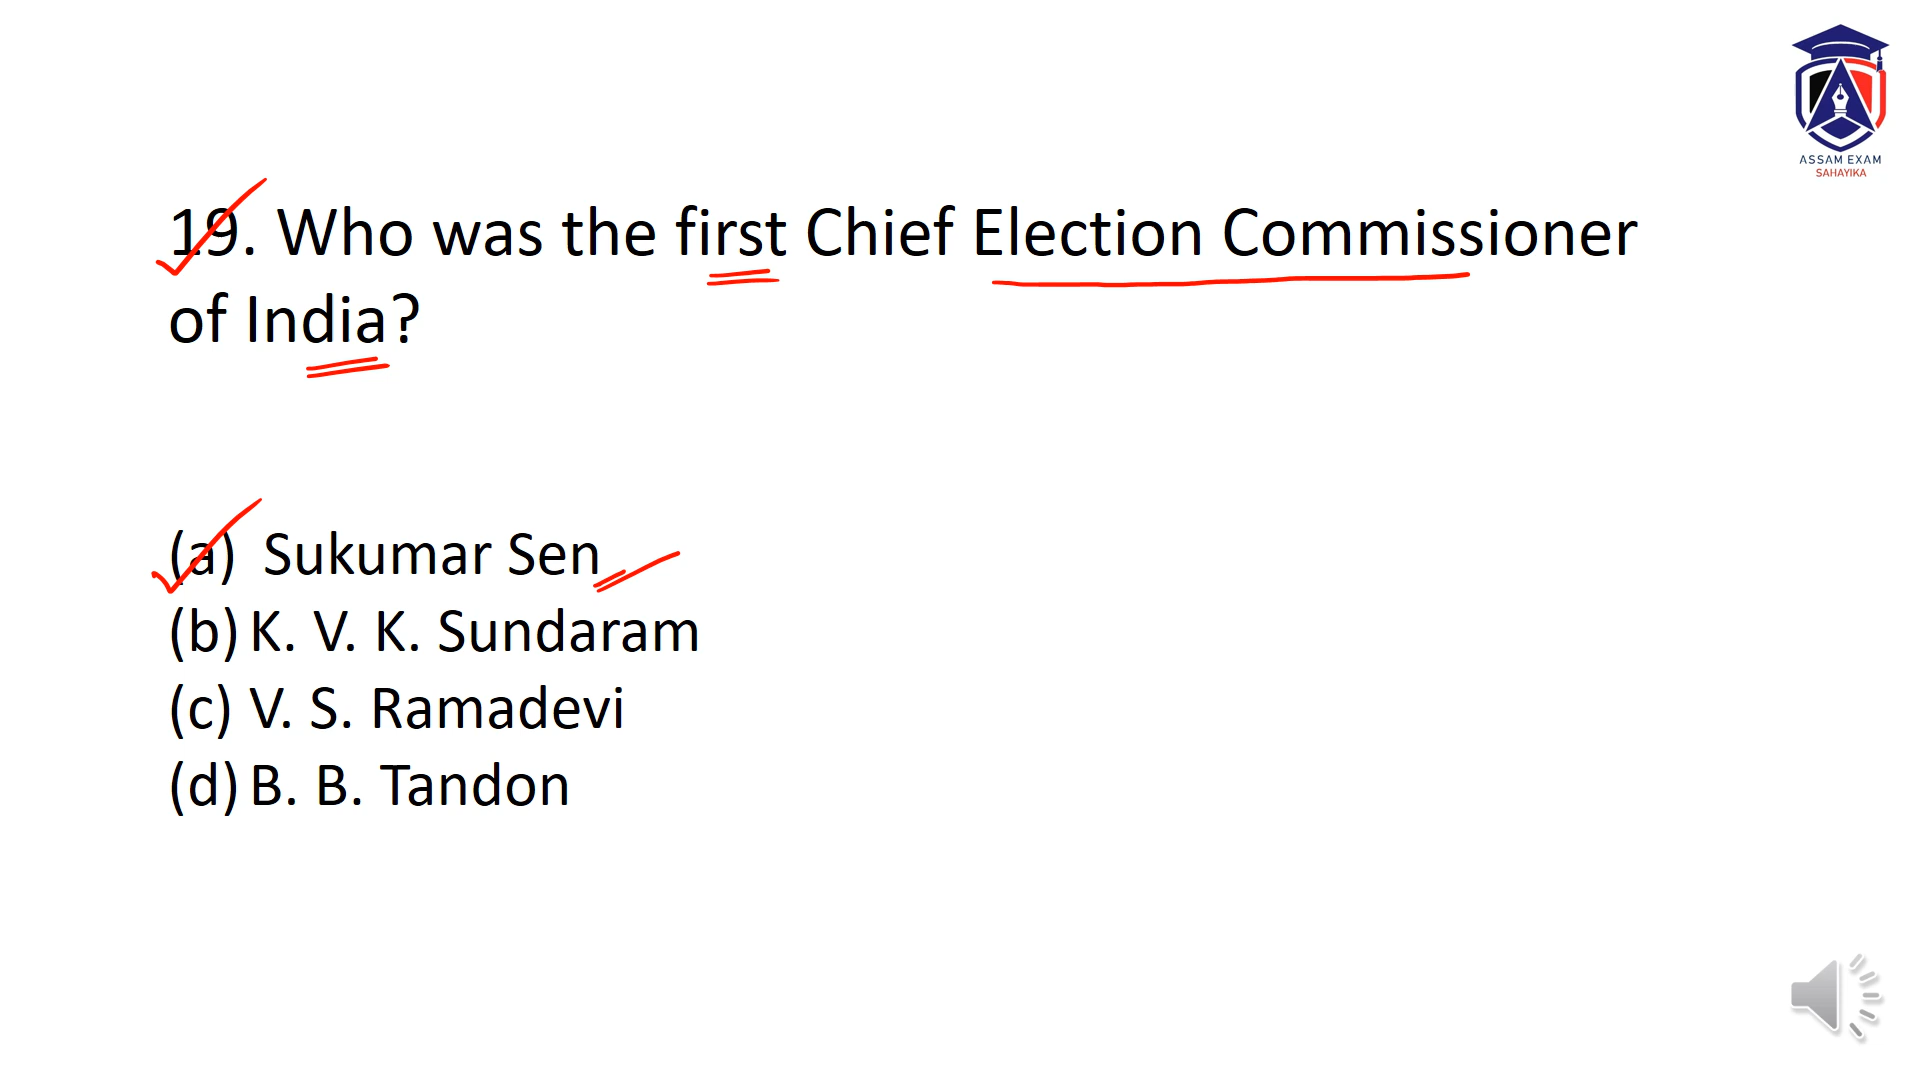 ASSAM EXAM
SAHAYIKA
19. Who was the first Chief Election Commissioner
of India?
(a) Sukumar Sen
(b) K. V. K. Sundaram
(c) V. S. Ramadevi
(d) B. B. Tandon